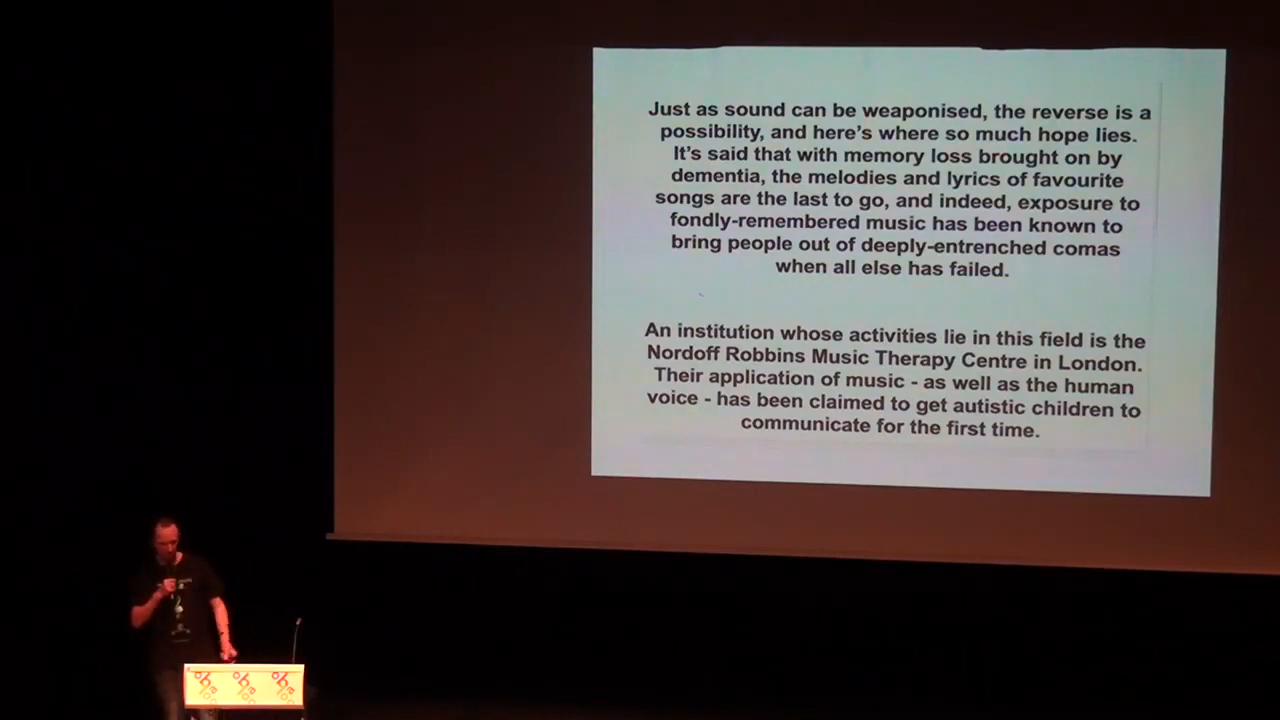 Just as sound can be weaponised, the reverse is a
possibility, and here's where so much hope lies.
It's said that with memory loss brought on by
dementia, the melodies and lyrics of favourite
songs are the last to go, and indeed, exposure to
fondly-remembered music has been known to
bring people out of deeply-entrenched comas
when all else has failed.
An institution whose activities lie in this field is the
Nordoff Robbins Music Therapy Centre in London.
Their application of music - as well as the human
voice - has been claimed to get autistic children to
communicate for the first time.